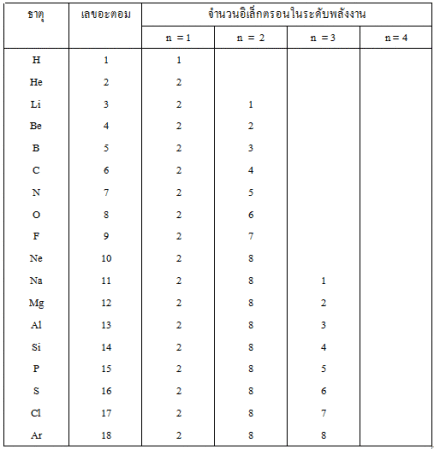 ธาตุ เลขอะตอม จำนวนอิเล็กตรอนในระดับพลังงาน
n = 1 n = 2 n = 3 n = 4
H 1 1
He 2 2
Li 3 2 1
Be 4 2 2
B 5 2 3
C 6 2 4
N 7 2 5
O 8 2 6
F 9 2 7
Ne 10 2 8
Na 11 2 8 1
Mg 12 2 8 2
Al 13 2 8 3
Si 14 2 8 4
P 15 2 8 5
S 16 2 8 6
Cl 17 2 8 7
Ar 18 2 8 8